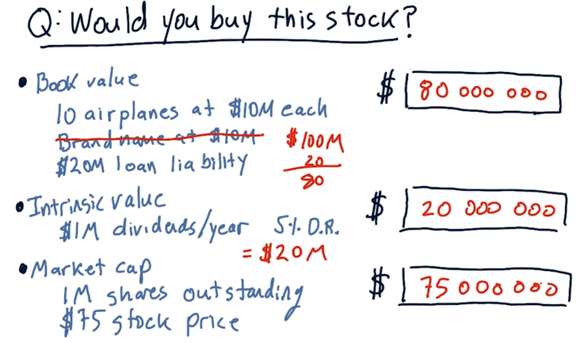 Q: Would you buy this stock?
• Book value
$ 80 000 000
10 airplanes at $10M each
Brand name at $10M
$100M
$20M loan liability
20
80
• Intrinsic value
$ 20 000 000
$1M dividends/year 5% D.R.
= $20M
• Market cap
$ 75 000 000
1M shares outstanding
$75 stock price